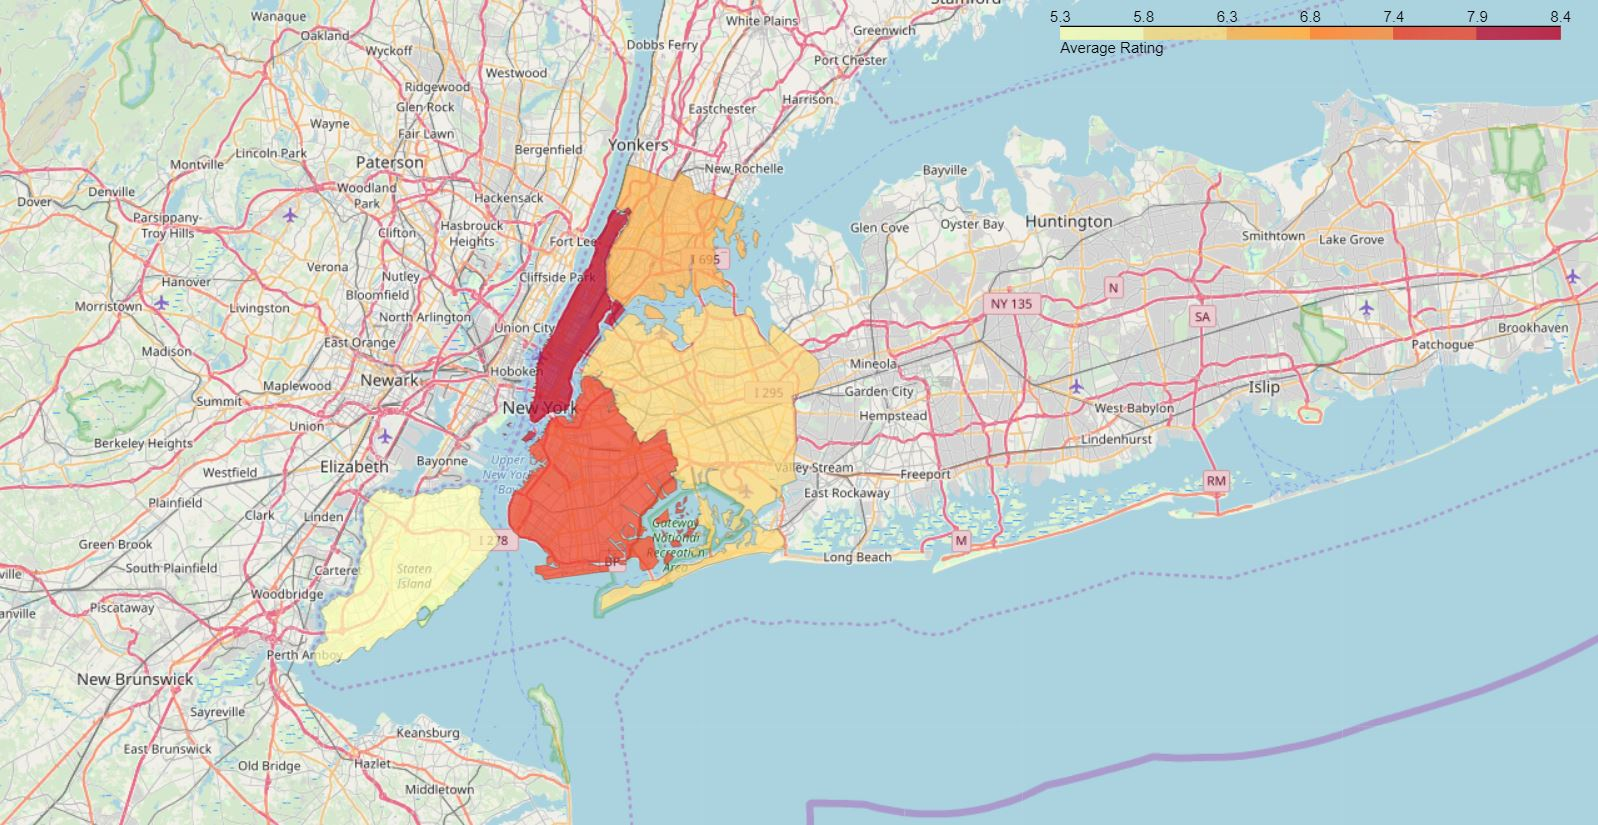 Stamford
Wanaque
White Plains
5.3 5.8 6.3 6.8 7.4 7.9 8.4
Oakland
Greenwich
Dobbs Ferry
Average Rating
Wyckoff
Port Chester
Westwood
Ridgewood
Harrison
Glen Rock
Eastchester
Wayne
Fair Lawn
Yonkers
Bergenfield
Lincoln Park
Paterson
Montville
New Rochelle
Bayville
Denville
Woodland
Park
Dover
Hackensack
Parsippany-
Troy Hills
Hasbrouck
Heights
Clifton
Fort Lee
Glen Cove
Oyster Bay
Huntington
Smithtown
Lake Grove
I 695
Verona
Cliffside Park
Hanover
Nutley
N
Bloomfield
Morristown
Livingston
North Arlington
NY 135
SA
Union City
Brookhaven
East Orange
Patchogue
Madison
Mineola
Hoboken
Maplewood
Newark
Islip
I 295
Garden City
Summit
New York
West Babylon
Hempstead
Union
Lindenhurst
Berkeley Heights
Upper
New York
Bay
Bayonne
Elizabeth
Valley Stream
Westfield
Freeport
RM
East Rockaway
Plainfield
Clark
Linden
Gateway
National
Recreation
Area
I 278
M
Green Brook
Long Beach
BP
South Plainfield
Carteret
Staten
Island
ville
Woodbridge
Piscataway
anville
Perth Amboy
New Brunswick
Sayreville
Keansburg
East Brunswick
Old Bridge
Hazlet
Middletown